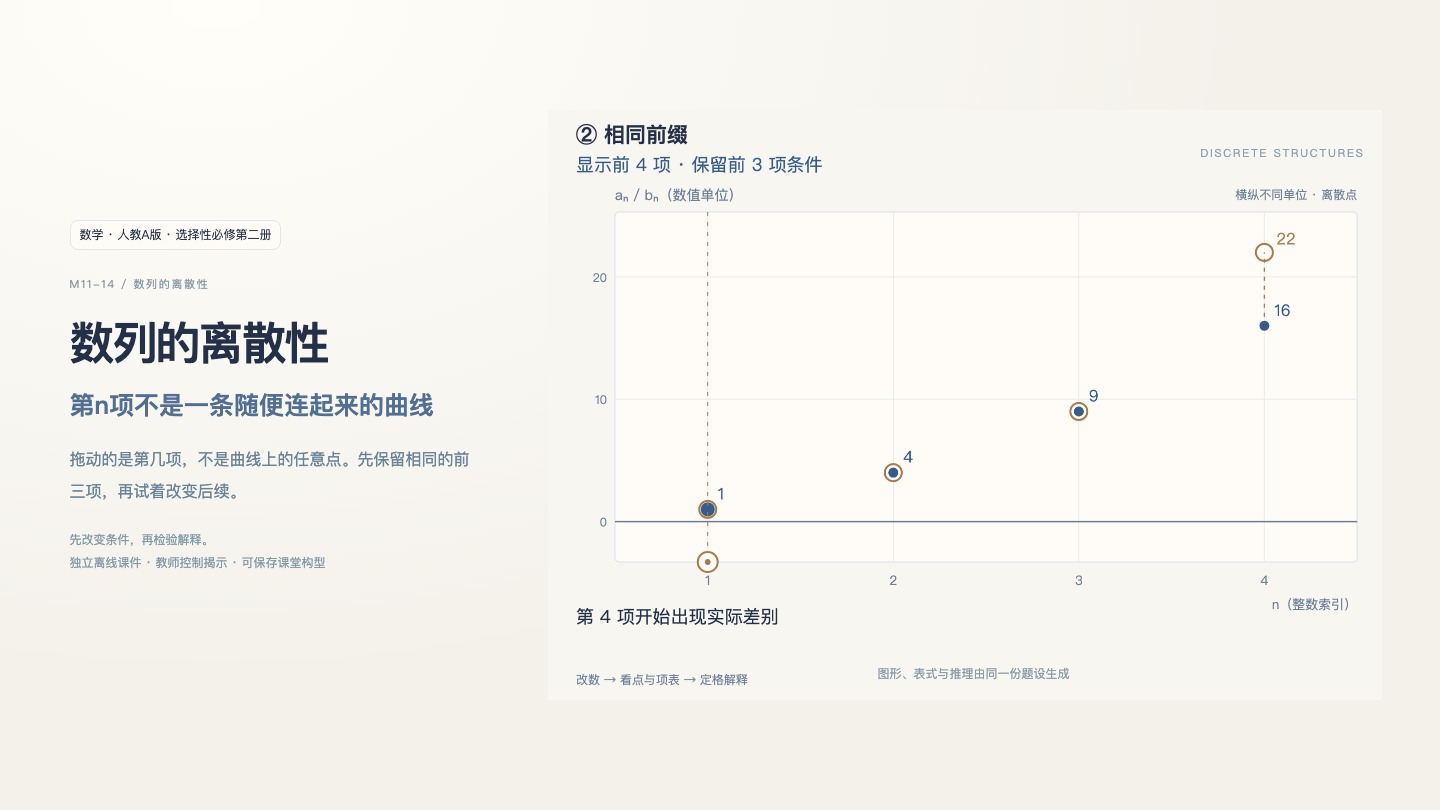 数学 · 人教A版 · 选择性必修第二册
M11-14 / 数列的离散性
数列的离散性
第n项不是一条随便连起来的曲线
拖动的是第几项，不是曲线上的任意点。先保留相同的前
三项，再试着改变后续。
先改变条件，再检验解释。
独立离线课件 · 教师控制揭示 · 可保存课堂构型
② 相同前缀
显示前 4 项 · 保留前 3 项条件
DISCRETE STRUCTURES
aₙ / bₙ（数值单位）
横纵不同单位 · 离散点
22
20
16
10
9
4
1
0
1
2
3
4
n（整数索引）
第 4 项开始出现实际差别
图形、表式与推理由同一份题设生成
改数 → 看点与项表 → 定格解释